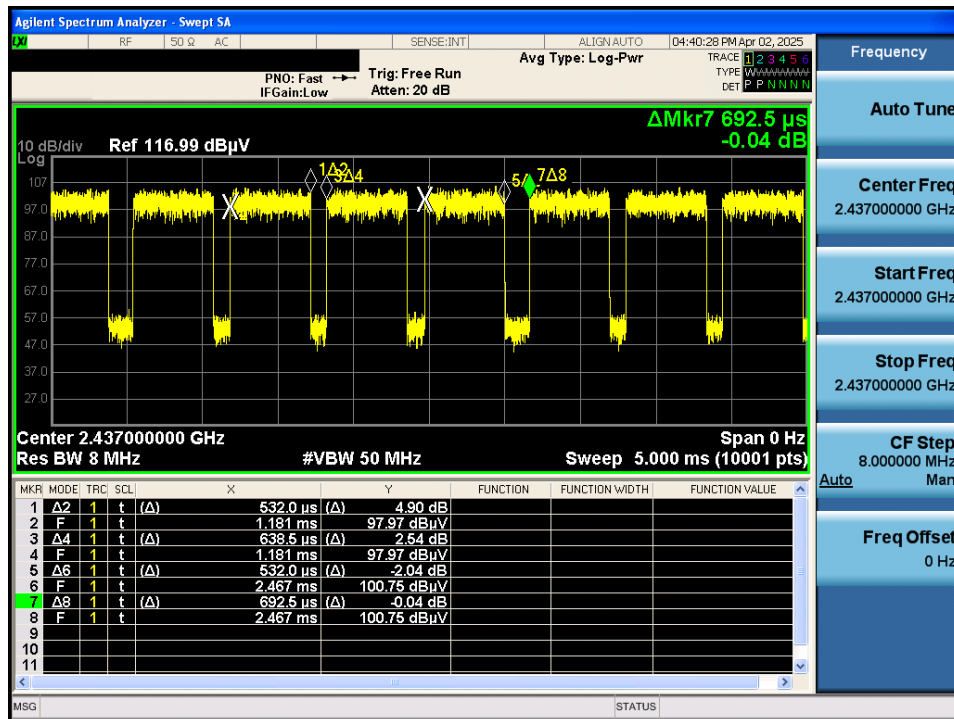 Agilent Spectrum Analyzer - Swept SA
LXI RF 50 Ω AC SENSE:INT ALIGN AUTO 04:40:28 PM Apr 02, 2025
Frequency
Avg Type: Log-Pwr
TRACE 1 2 3 4 5 6
PNO: Fast Trig: Free Run
TYPE WWWWWWW
IFGain:Low Atten: 20 dB
DET P P N N N N
Auto Tune
ΔMkr7 692.5 µs
-0.04 dB
10 dB/div Ref 116.99 dBµV
Log
1Δ2
3Δ4
5Δ
7Δ8
107
97.0
87.0
77.0
67.0
57.0
47.0
37.0
27.0
Center 2.437000000 GHz Span 0 Hz
Res BW 8 MHz #VBW 50 MHz Sweep 5.000 ms (10001 pts)
Center Freq
2.437000000 GHz
Start Freq
2.437000000 GHz
Stop Freq
2.437000000 GHz
CF Step
8.000000 MHz
Auto Man
Freq Offset
0 Hz
MKR MODE TRC SCL X Y FUNCTION FUNCTION WIDTH FUNCTION VALUE
1 Δ2 1 t (Δ) 532.0 µs (Δ) 4.90 dB
2 F 1 t 1.181 ms 97.97 dBµV
3 Δ4 1 t (Δ) 638.5 µs (Δ) 2.54 dB
4 F 1 t 1.181 ms 97.97 dBµV
5 Δ6 1 t (Δ) 532.0 µs (Δ) -2.04 dB
6 F 1 t 2.467 ms 100.75 dBµV
7 Δ8 1 t (Δ) 692.5 µs (Δ) -0.04 dB
8 F 1 t 2.467 ms 100.75 dBµV
9
10
11
MSG STATUS